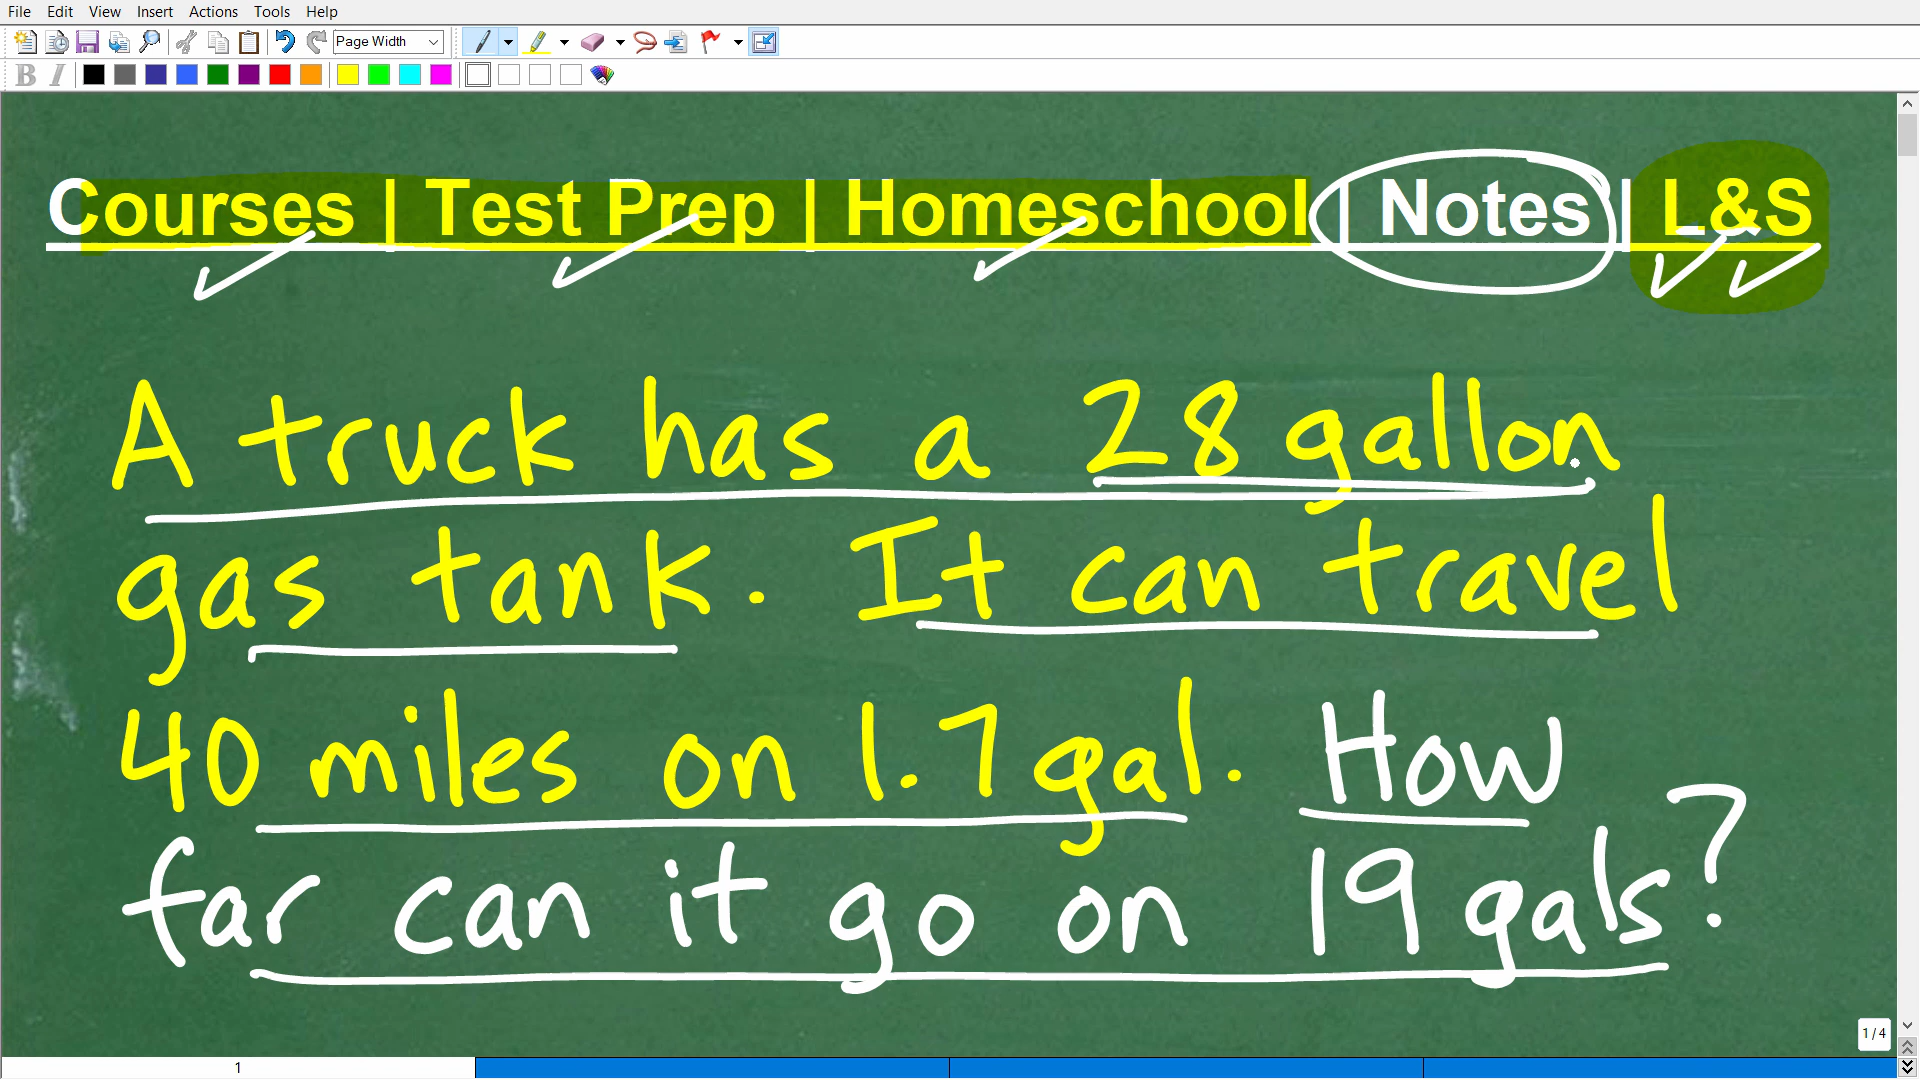 File Edit View Insert Actions Tools Help
Page Width
B I
Courses | Test Prep | Homeschool | Notes | L&S
A truck has a 28 gallon
gas tank. It can travel
40 miles on 1.7 gal. How
far can it go on 19 gals?
1 / 4
1